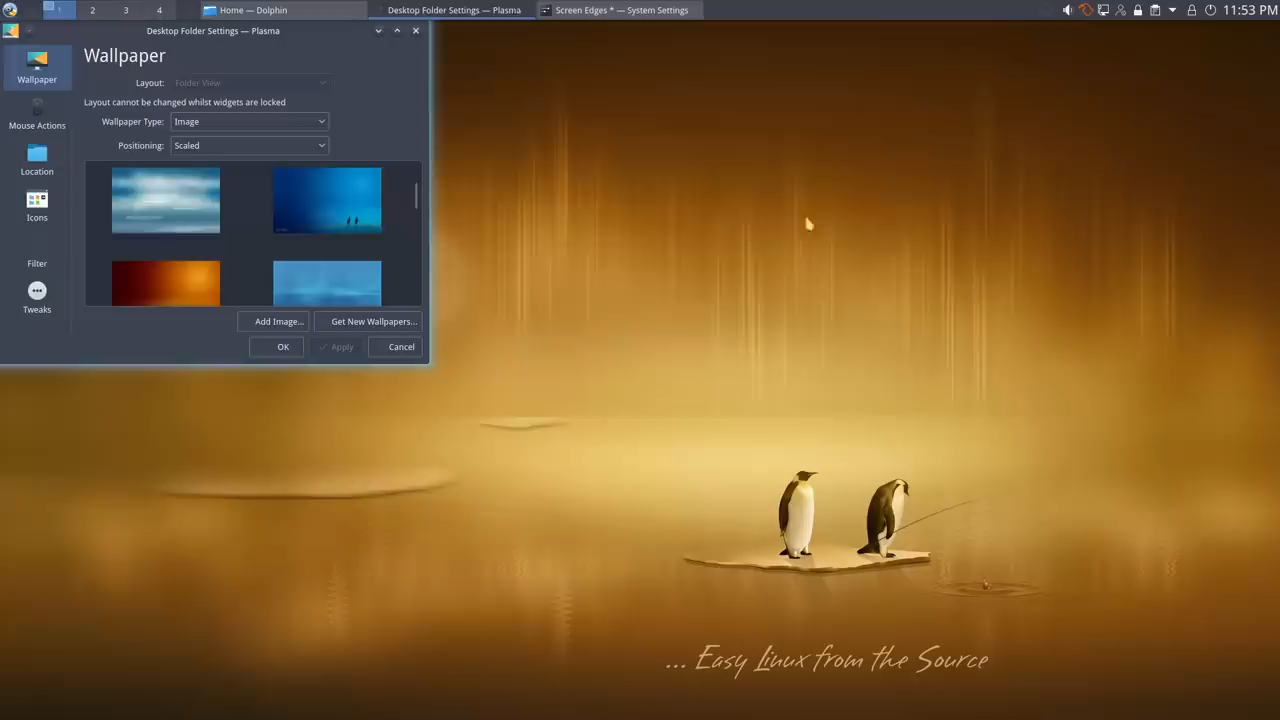 1 2 3 4 Home — Dolphin Desktop Folder Settings — Plasma Screen Edges * — System Settings 11:53 PM
Desktop Folder Settings — Plasma
Wallpaper
Mouse Actions
Location
Icons
Filter
Tweaks
Wallpaper
Layout: Folder View
Layout cannot be changed whilst widgets are locked
Wallpaper Type: Image
Positioning: Scaled
Add Image... Get New Wallpapers...
OK Apply Cancel
... Easy Linux from the Source